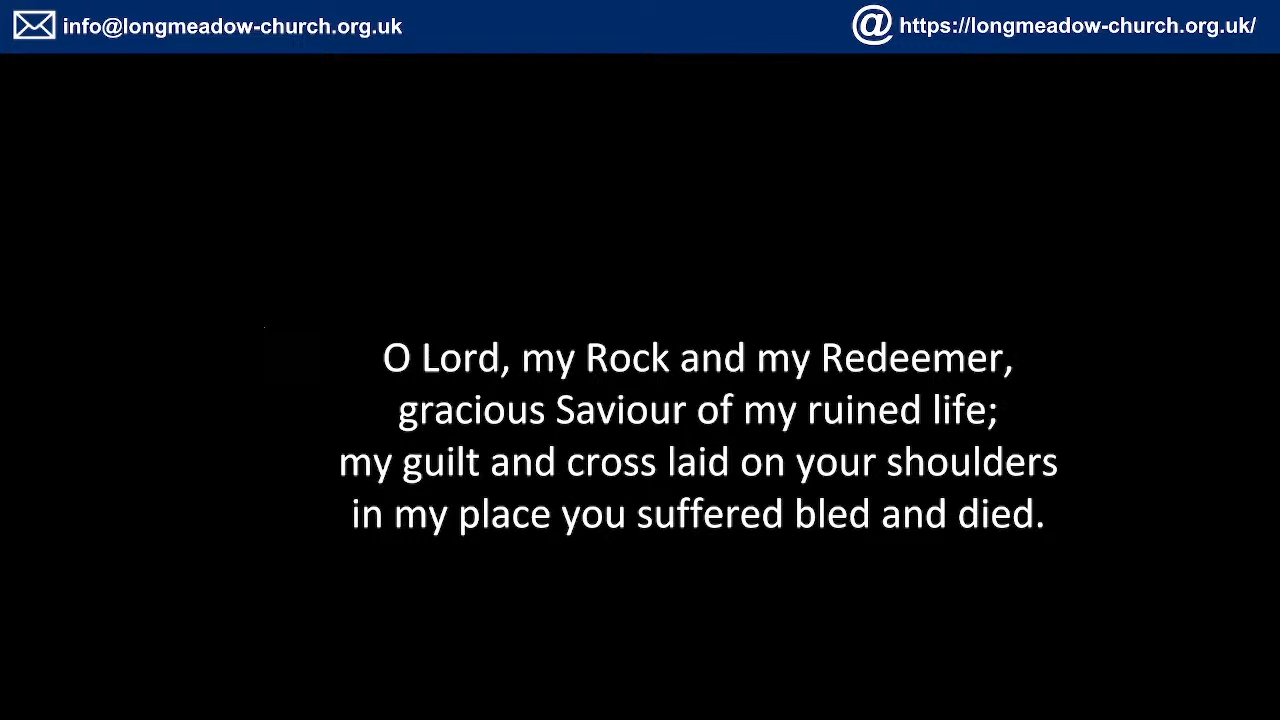 info@longmeadow-church.org.uk
@ https://longmeadow-church.org.uk/
O Lord, my Rock and my Redeemer,
gracious Saviour of my ruined life;
my guilt and cross laid on your shoulders
in my place you suffered bled and died.